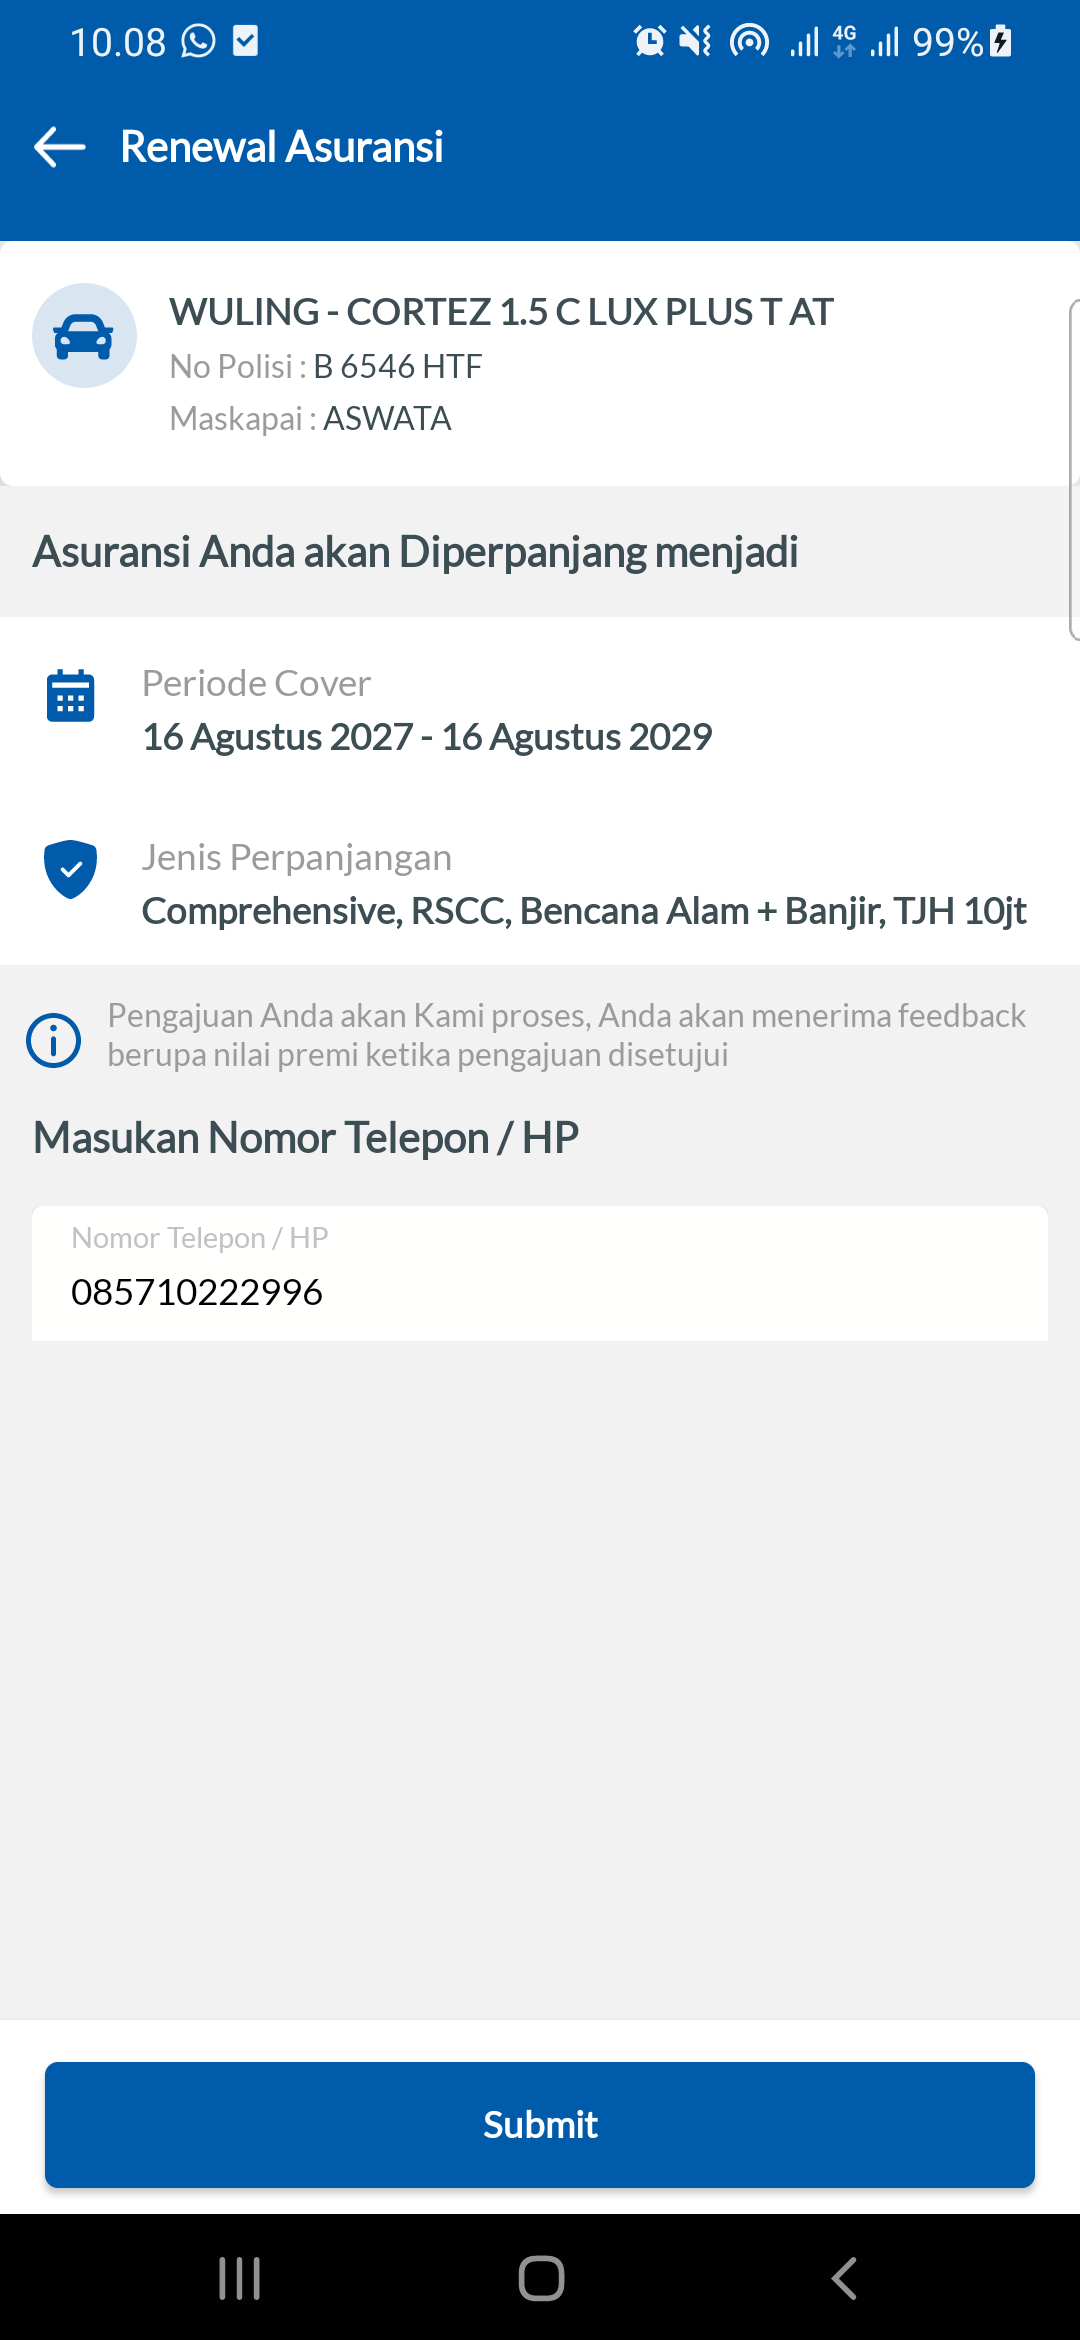 10.08
4G
99%
Renewal Asuransi
WULING - CORTEZ 1.5 C LUX PLUS T AT
No Polisi : B 6546 HTF
Maskapai : ASWATA
Asuransi Anda akan Diperpanjang menjadi
Periode Cover
16 Agustus 2027 - 16 Agustus 2029
Jenis Perpanjangan
Comprehensive, RSCC, Bencana Alam + Banjir, TJH 10jt
Pengajuan Anda akan Kami proses, Anda akan menerima feedback
berupa nilai premi ketika pengajuan disetujui
Masukan Nomor Telepon / HP
Nomor Telepon / HP
085710222996
Submit